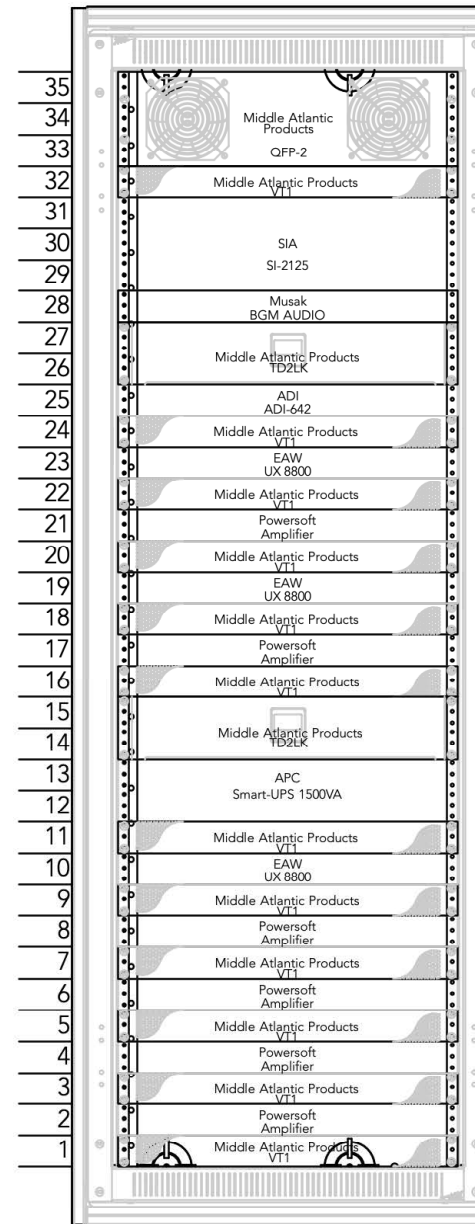 35
34
Middle Atlantic
Products
33
QFP-2
32
Middle Atlantic Products
VT1
31
30
SIA
29
SI-2125
28
Musak
BGM AUDIO
27
26
Middle Atlantic Products
TD2LK
25
ADI
ADI-642
24
Middle Atlantic Products
VT1
23
EAW
UX 8800
22
Middle Atlantic Products
VT1
21
Powersoft
Amplifier
20
Middle Atlantic Products
VT1
19
EAW
UX 8800
18
Middle Atlantic Products
VT1
17
Powersoft
Amplifier
16
Middle Atlantic Products
VT1
15
14
Middle Atlantic Products
TD2LK
13
APC
12
Smart-UPS 1500VA
11
Middle Atlantic Products
VT1
10
EAW
UX 8800
9
Middle Atlantic Products
VT1
8
Powersoft
Amplifier
7
Middle Atlantic Products
VT1
6
Powersoft
Amplifier
5
Middle Atlantic Products
VT1
4
Powersoft
Amplifier
3
Middle Atlantic Products
VT1
2
Powersoft
Amplifier
1
Middle Atlantic Products
VT1